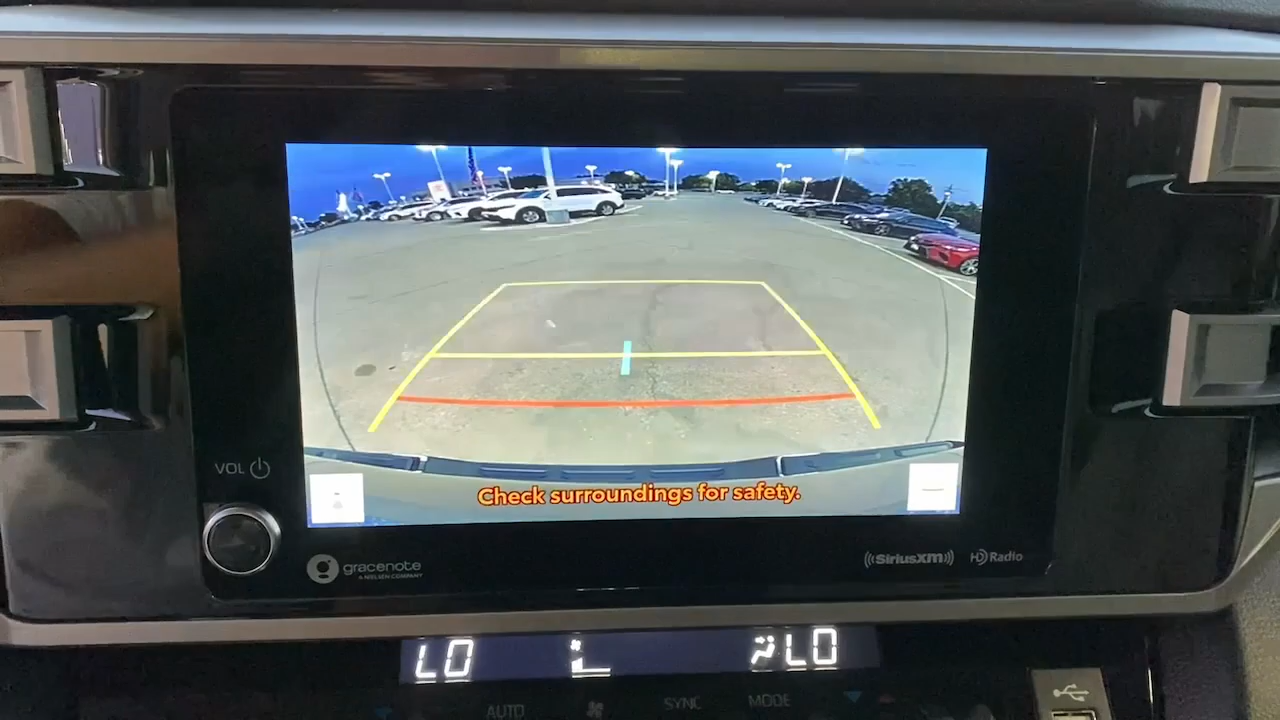 Check surroundings for safety.
VOL
gracenote
A NIELSEN COMPANY
SiriusXM
HD Radio
LO
LO
AUTO
SYNC
MODE